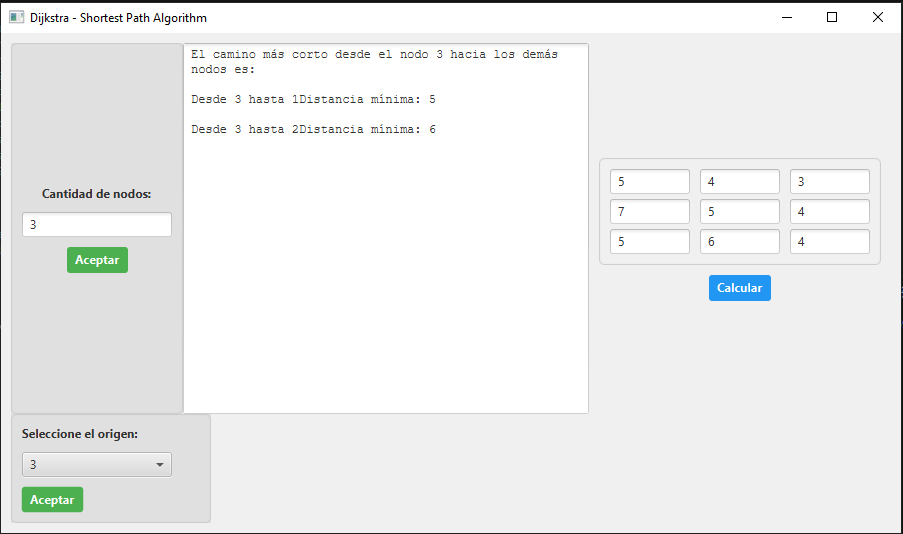 Dijkstra - Shortest Path Algorithm
Cantidad de nodos:
3
Aceptar
El camino más corto desde el nodo 3 hacia los demás
nodos es:
Desde 3 hasta 1Distancia mínima: 5
Desde 3 hasta 2Distancia mínima: 6
5 4 3
7 5 4
5 6 4
Calcular
Seleccione el origen:
3
Aceptar